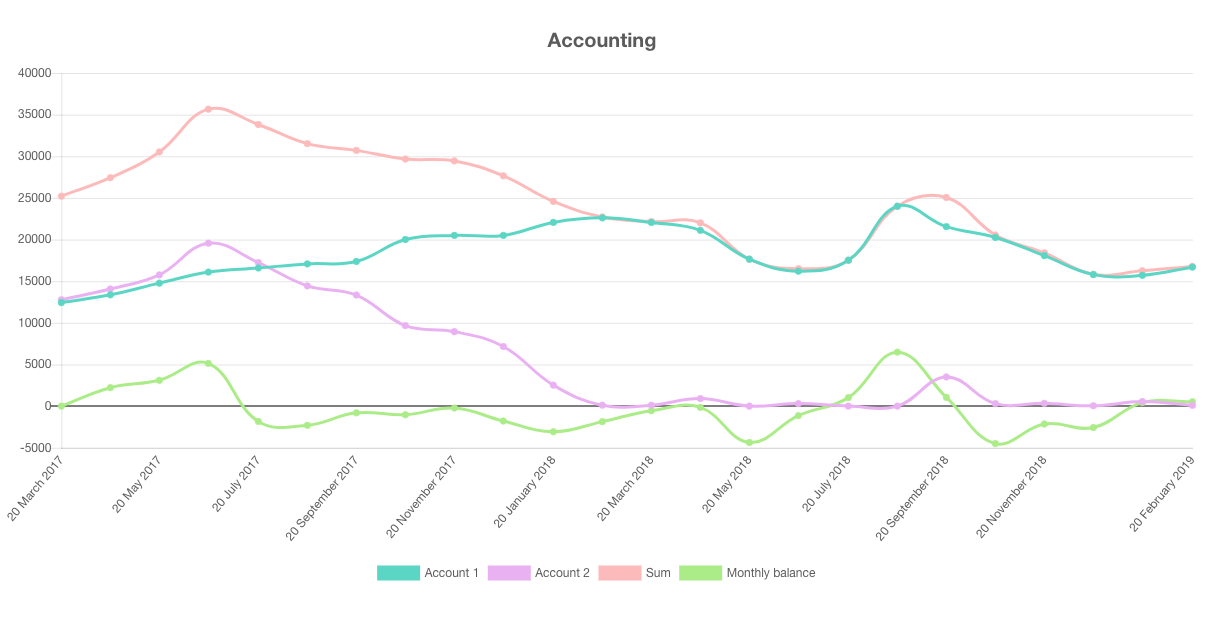 Accounting
40000
35000
30000
25000
20000
15000
10000
5000
0
-5000
20 March 2017
20 May 2017
20 July 2017
20 September 2017
20 November 2017
20 January 2018
20 March 2018
20 May 2018
20 July 2018
20 September 2018
20 November 2018
20 February 2019
Account 1 Account 2 Sum Monthly balance